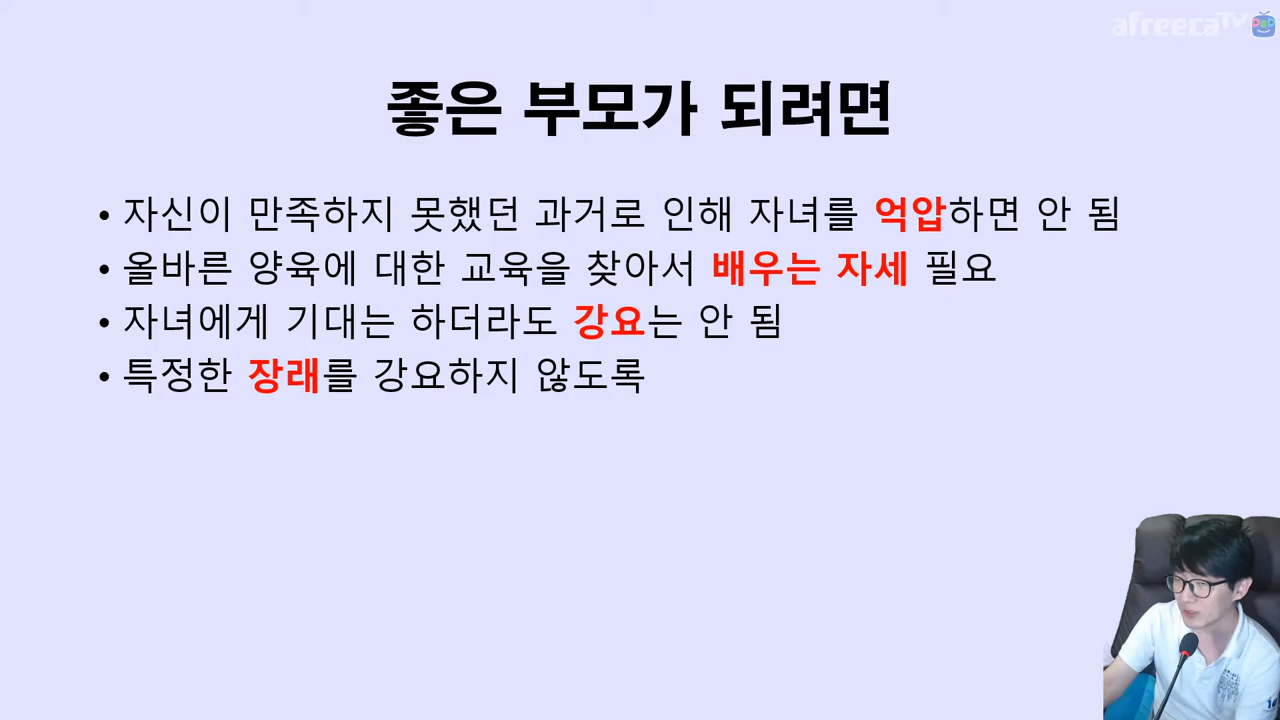 afreecaTV
좋은 부모가 되려면
• 자신이 만족하지 못했던 과거로 인해 자녀를 억압하면 안 됨
• 올바른 양육에 대한 교육을 찾아서 배우는 자세 필요
• 자녀에게 기대는 하더라도 강요는 안 됨
• 특정한 장래를 강요하지 않도록